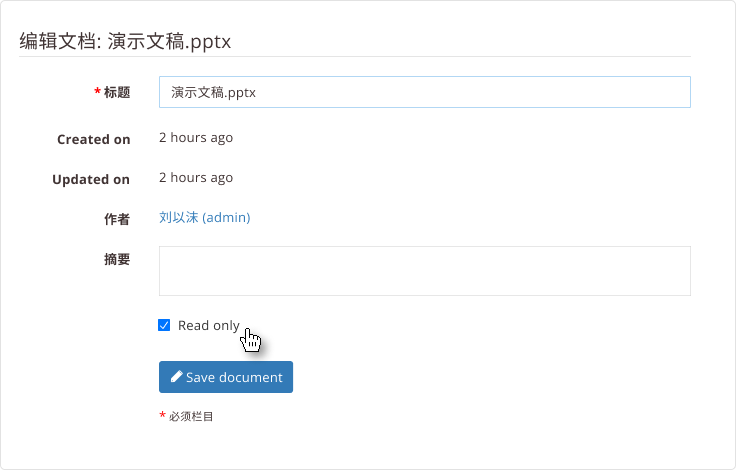 编辑文档: 演示文稿.pptx
* 标题 演示文稿.pptx
Created on 2 hours ago
Updated on 2 hours ago
作者 刘以沫 (admin)
摘要
Read only
Save document
* 必须栏目